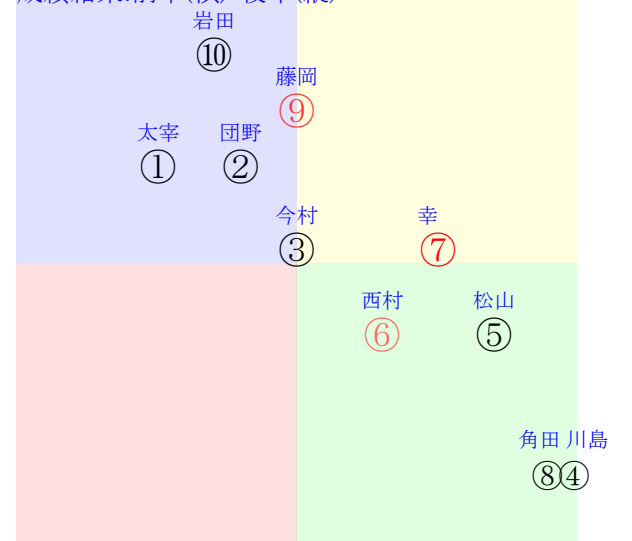 岩田
⑩
藤岡
⑨
太宰 団野
① ②
今村 幸
③ ⑦
西村 松山
⑥ ⑤
角田 川島
⑧④